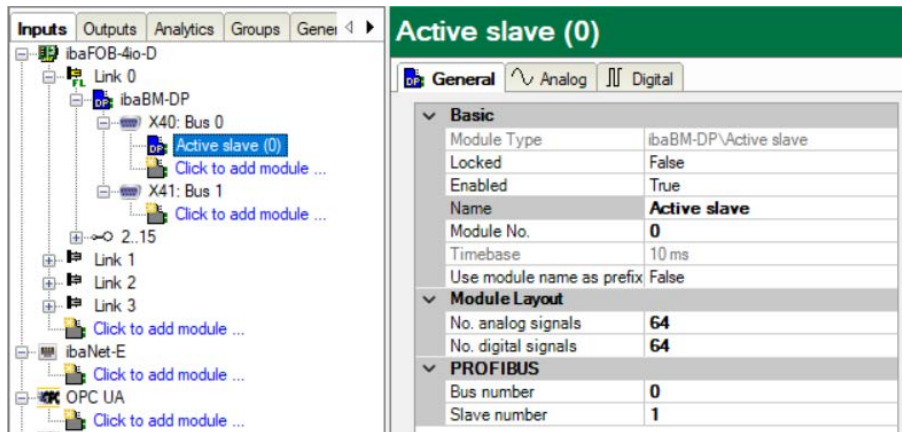 Inputs Outputs Analytics Groups Gener
ibaFOB-4io-D
Link 0
FL
DP ibaBM-DP
X40: Bus 0
DP Active slave (0)
Click to add module ...
X41: Bus 1
Click to add module ...
2..15
Link 1
Link 2
Link 3
Click to add module ...
ibaNet-E
Click to add module ...
OPC UA
Click to add module ...
Active slave (0)
DP General Analog Digital
Basic
Module Type ibaBM-DP\Active slave
Locked False
Enabled True
Name Active slave
Module No. 0
Timebase 10 ms
Use module name as prefix False
Module Layout
No. analog signals 64
No. digital signals 64
PROFIBUS
Bus number 0
Slave number 1